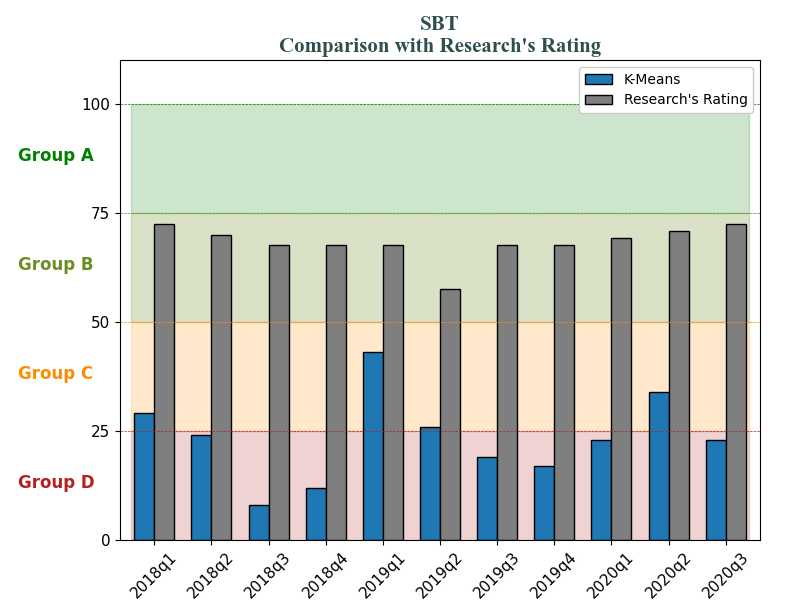 SBT
Comparison with Research's Rating
K-Means
Research's Rating
100
Group A
75
Group B
50
Group C
25
Group D
0
2018q1 2018q2 2018q3 2018q4 2019q1 2019q2 2019q3 2019q4 2020q1 2020q2 2020q3